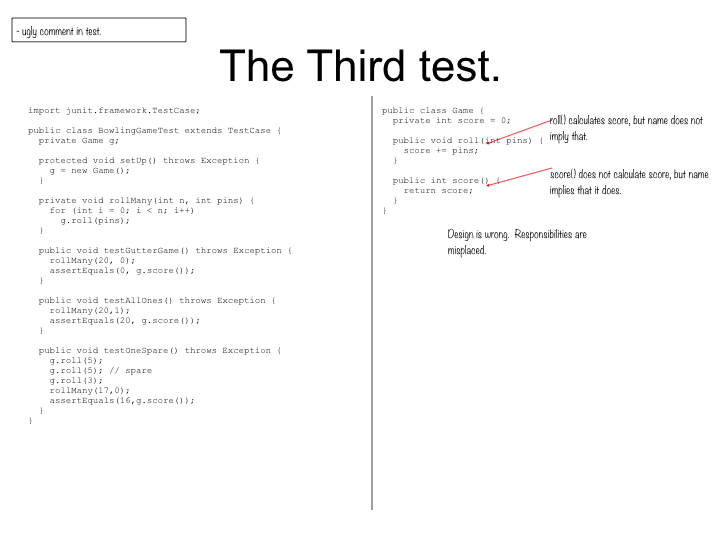 - ugly comment in test.
The Third test.
import junit.framework.TestCase;
public class BowlingGameTest extends TestCase {
private Game g;
protected void setUp() throws Exception {
g = new Game();
}
private void rollMany(int n, int pins) {
for (int i = 0; i < n; i++)
g.roll(pins);
}
public void testGutterGame() throws Exception {
rollMany(20, 0);
assertEquals(0, g.score());
}
public void testAllOnes() throws Exception {
rollMany(20,1);
assertEquals(20, g.score());
}
public void testOneSpare() throws Exception {
g.roll(5);
g.roll(5); // spare
g.roll(3);
rollMany(17,0);
assertEquals(16,g.score());
}
}
public class Game {
private int score = 0;
public void roll(int pins) {
score += pins;
}
public int score() {
return score;
}
}
roll() calculates score, but name does not
imply that.
score() does not calculate score, but name
implies that it does.
Design is wrong. Responsibilities are
misplaced.